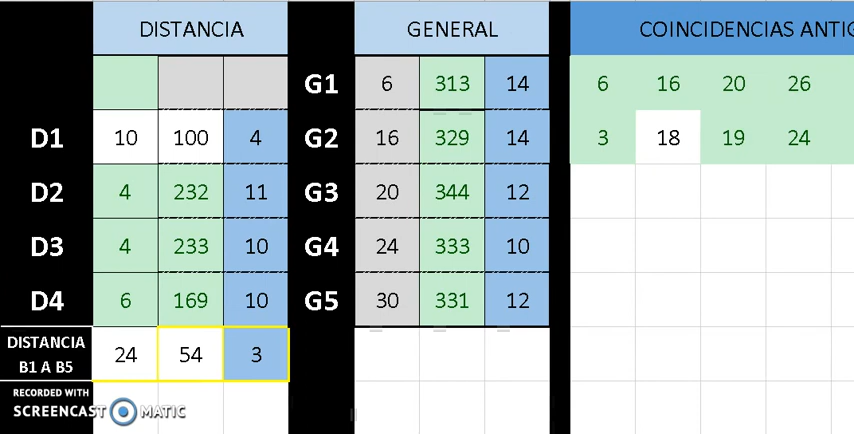 DISTANCIA GENERAL COINCIDENCIAS
G1 6 313 14 6 16 20 26
D1 10 100 4 G2 16 329 14 3 18 19 24
D2 4 232 11 G3 20 344 12
D3 4 233 10 G4 24 333 10
D4 6 169 10 G5 30 331 12
DISTANCIA
B1 A B5 24 54 3
RECORDED WITH
SCREENCAST MATIC